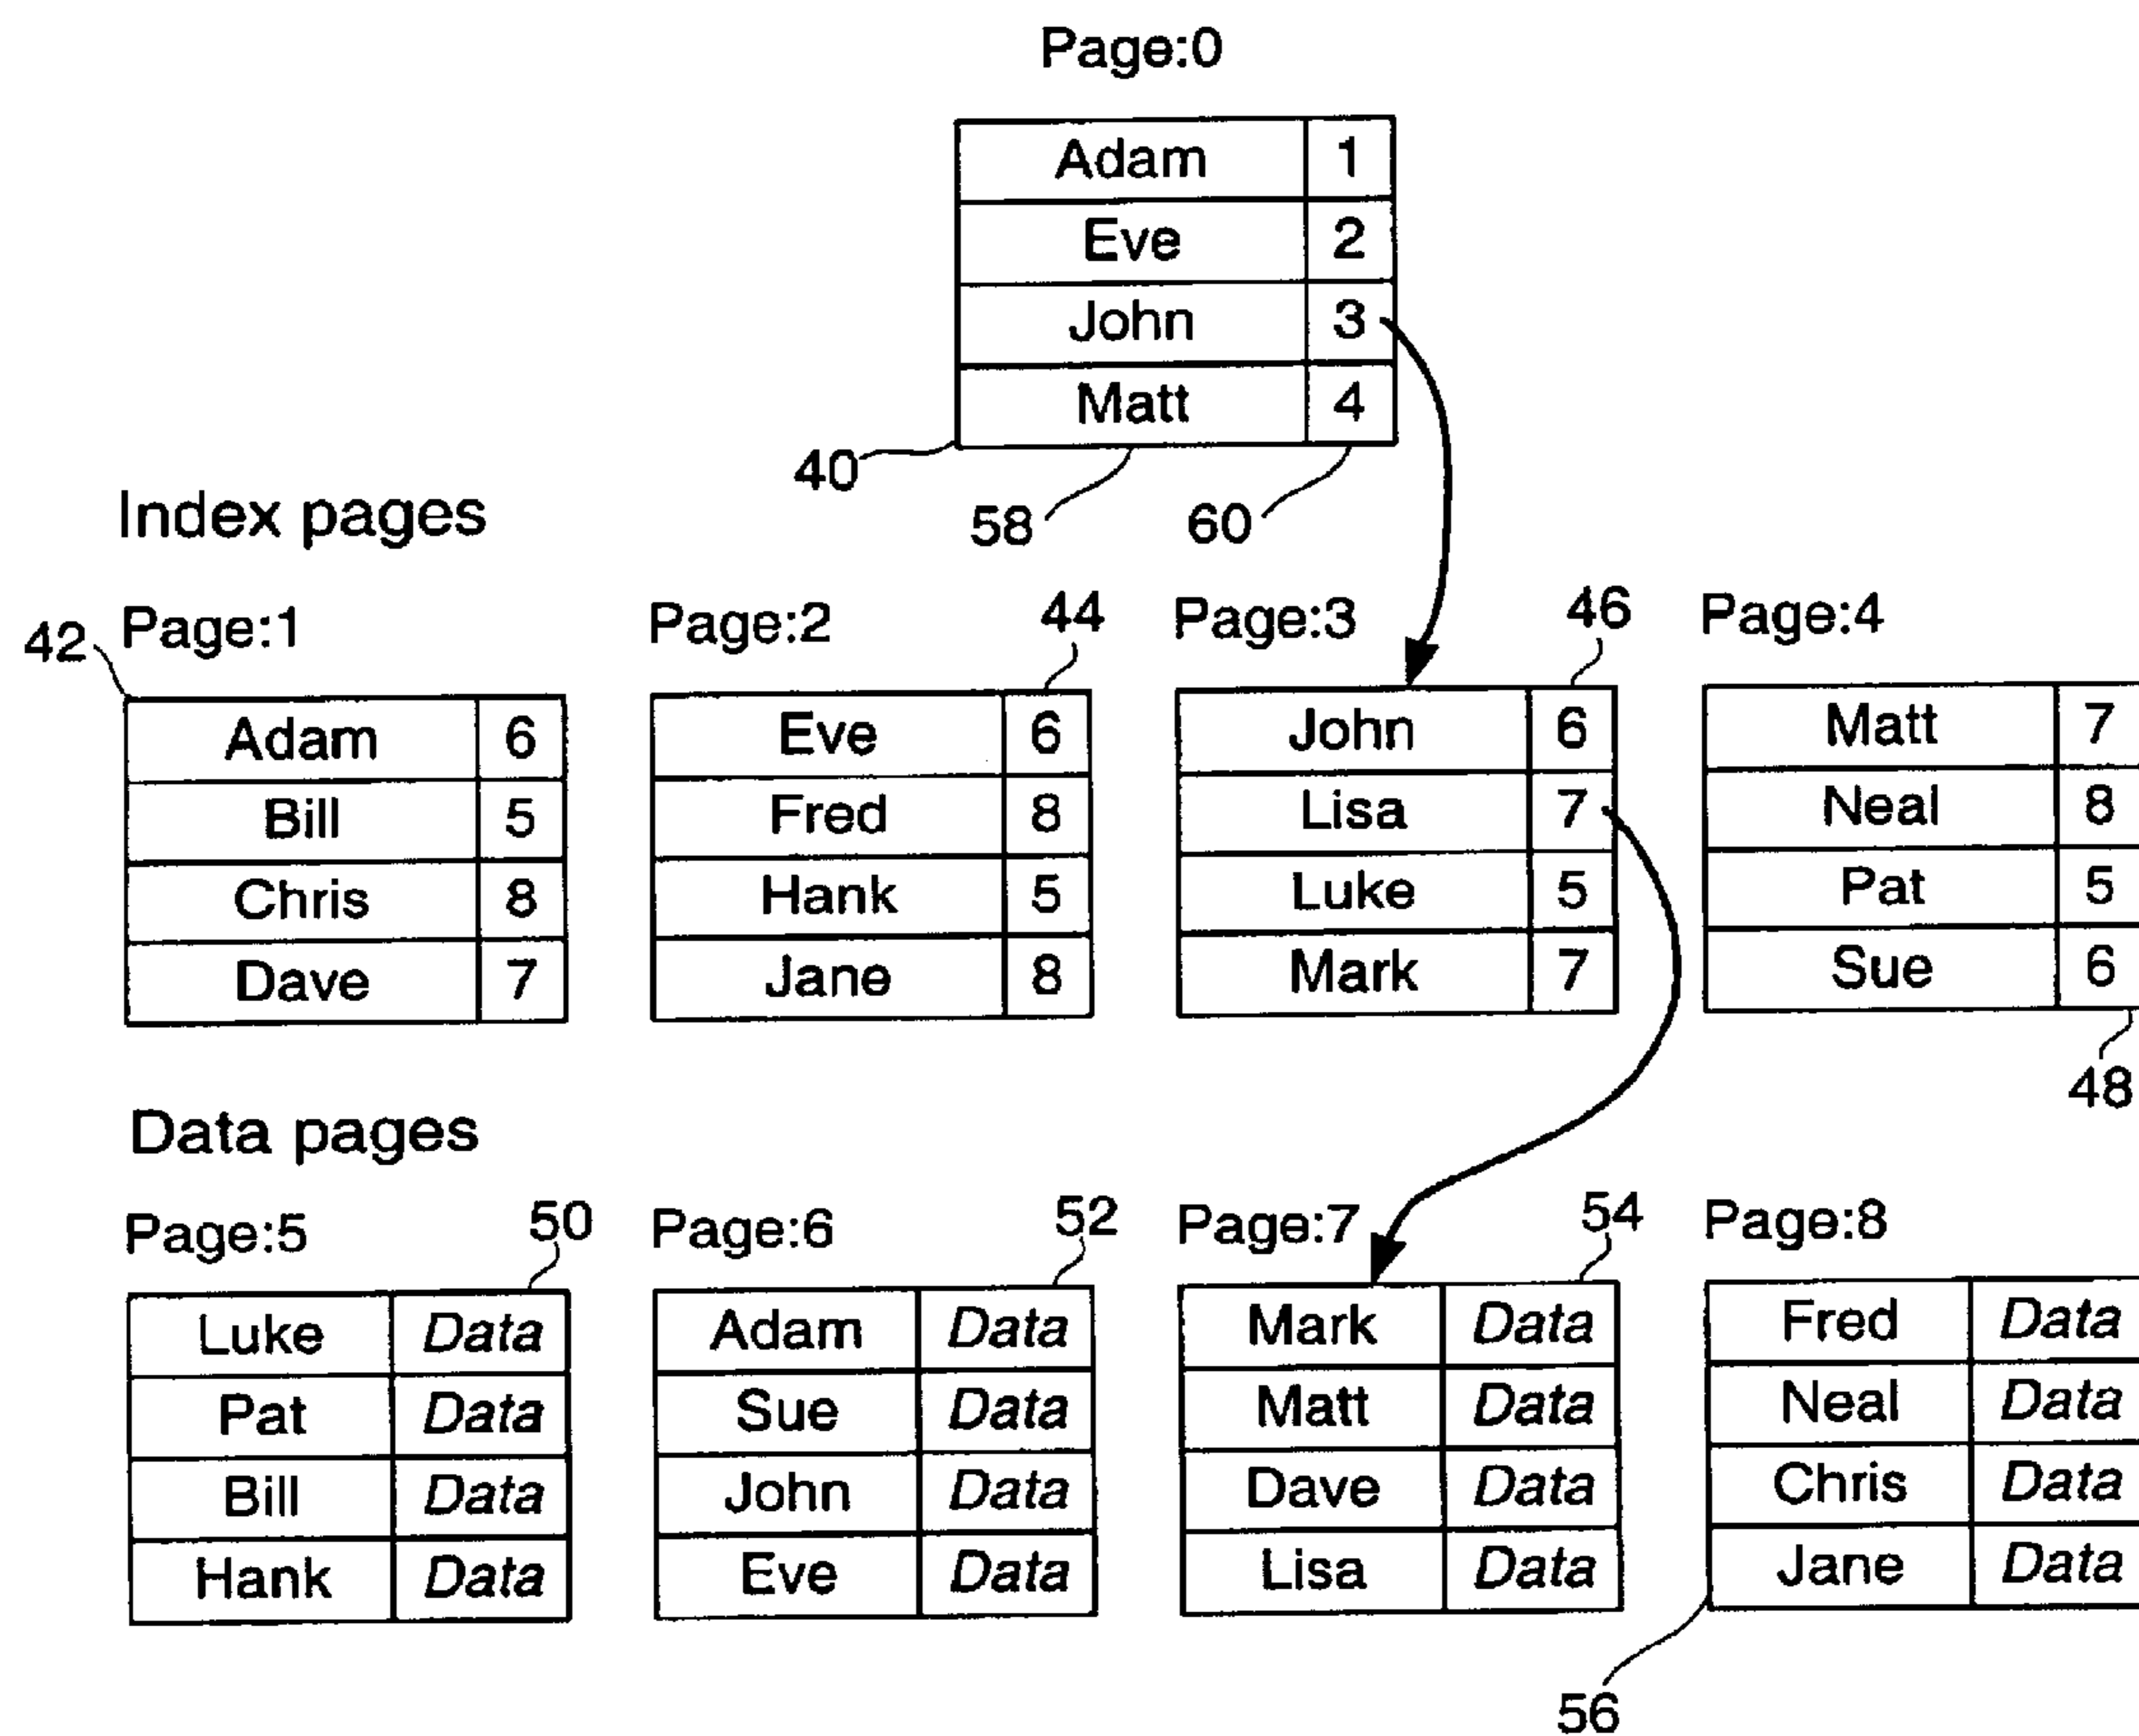 Page:0
Adam 1
Eve 2
John 3
Matt 4
40
58 60
Index pages
42 Page:1
Adam 6
Bill 5
Chris 8
Dave 7
Page:2 44
Eve 6
Fred 8
Hank 5
Jane 8
Page:3 46
John 6
Lisa 7
Luke 5
Mark 7
Page:4
Matt 7
Neal 8
Pat 5
Sue 6
48
Data pages
Page:5 50
Luke Data
Pat Data
Bill Data
Hank Data
Page:6 52
Adam Data
Sue Data
John Data
Eve Data
Page:7 54
Mark Data
Matt Data
Dave Data
Lisa Data
Page:8
Fred Data
Neal Data
Chris Data
Jane Data
56